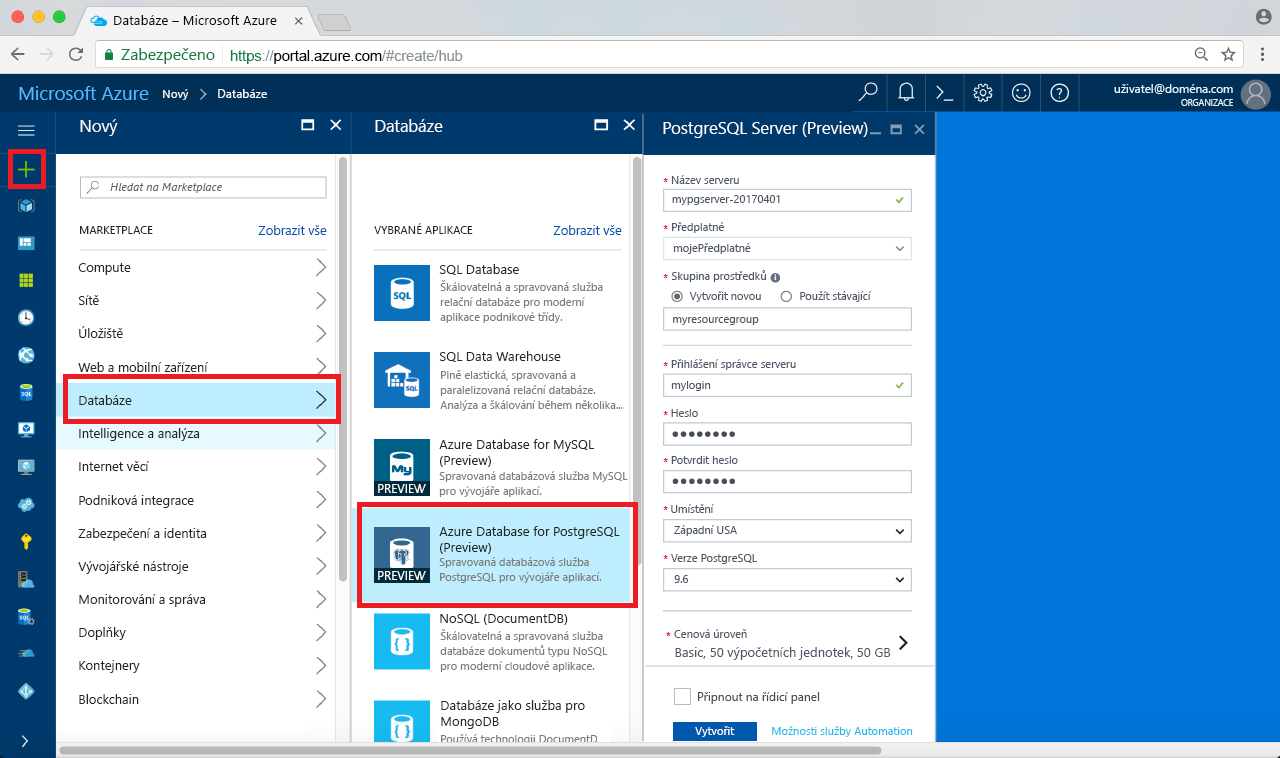 Databáze – Microsoft Azure
Zabezpečeno
https://portal.azure.com/#create/hub
Microsoft Azure
Nový
Databáze
uživatel@doména.com
ORGANIZACE
Nový
Hledat na Marketplace
MARKETPLACE
Zobrazit vše
Compute
Sítě
Úložiště
Web a mobilní zařízení
Databáze
Intelligence a analýza
Internet věcí
Podniková integrace
Zabezpečení a identita
Vývojářské nástroje
Monitorování a správa
Doplňky
Kontejnery
Blockchain
Databáze
VYBRANÉ APLIKACE
Zobrazit vše
SQL
SQL Database
Škálovatelná a spravovaná služba
relační databáze pro moderní
aplikace podnikové třídy.
SQL
SQL Data Warehouse
Plně elastická, spravovaná a
paralelizovaná relační databáze.
Analýza a škálování během několika...
My
PREVIEW
Azure Database for MySQL
(Preview)
Spravovaná databázová služba MySQL
pro vývojáře aplikací.
PREVIEW
Azure Database for PostgreSQL
(Preview)
Spravovaná databázová služba
PostgreSQL pro vývojáře aplikací.
NoSQL (DocumentDB)
Škálovatelná a spravovaná služba
databáze dokumentů typu NoSQL
pro moderní cloudové aplikace.
Databáze jako služba pro
MongoDB
Používá technologii DocumentD
PostgreSQL Server (Preview)
* Název serveru
mypgserver-20170401
* Předplatné
mojePředplatné
* Skupina prostředků
Vytvořit novou
Použít stávající
myresourcegroup
* Přihlášení správce serveru
mylogin
* Heslo
●●●●●●●●
* Potvrdit heslo
●●●●●●●●
* Umístění
Západní USA
* Verze PostgreSQL
9.6
* Cenová úroveň
Basic, 50 výpočetních jednotek, 50 GB
Připnout na řídicí panel
Vytvořit
Možnosti služby Automation